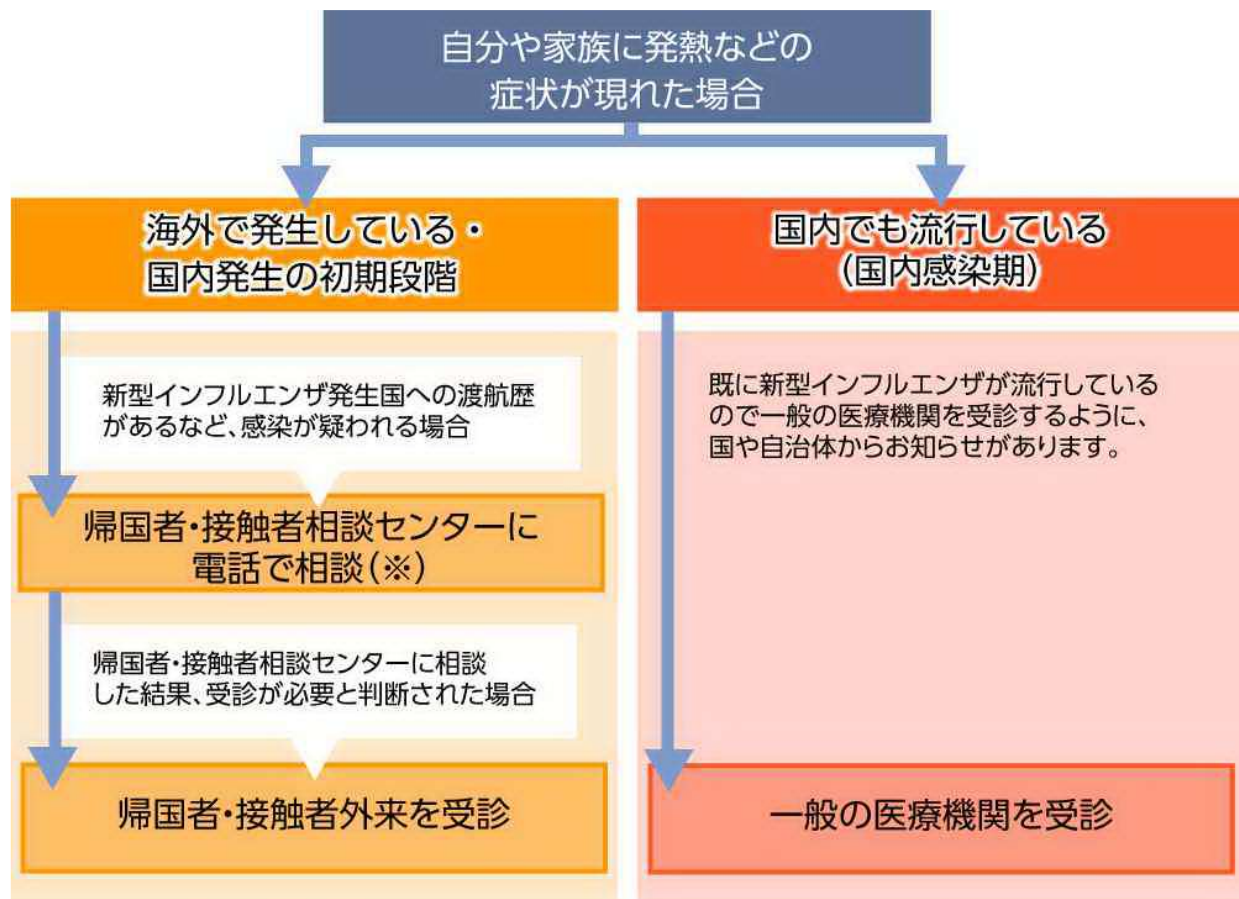 自分や家族に発熱などの
症状が現れた場合
海外で発生している・
国内発生の初期段階
新型インフルエンザ発生国への渡航歴
があるなど、感染が疑われる場合
帰国者・接触者相談センターに
電話で相談(※)
帰国者・接触者相談センターに相談
した結果、受診が必要と判断された場合
帰国者・接触者外来を受診
国内でも流行している
(国内感染期)
既に新型インフルエンザが流行している
ので一般の医療機関を受診するように、
国や自治体からお知らせがあります。
一般の医療機関を受診